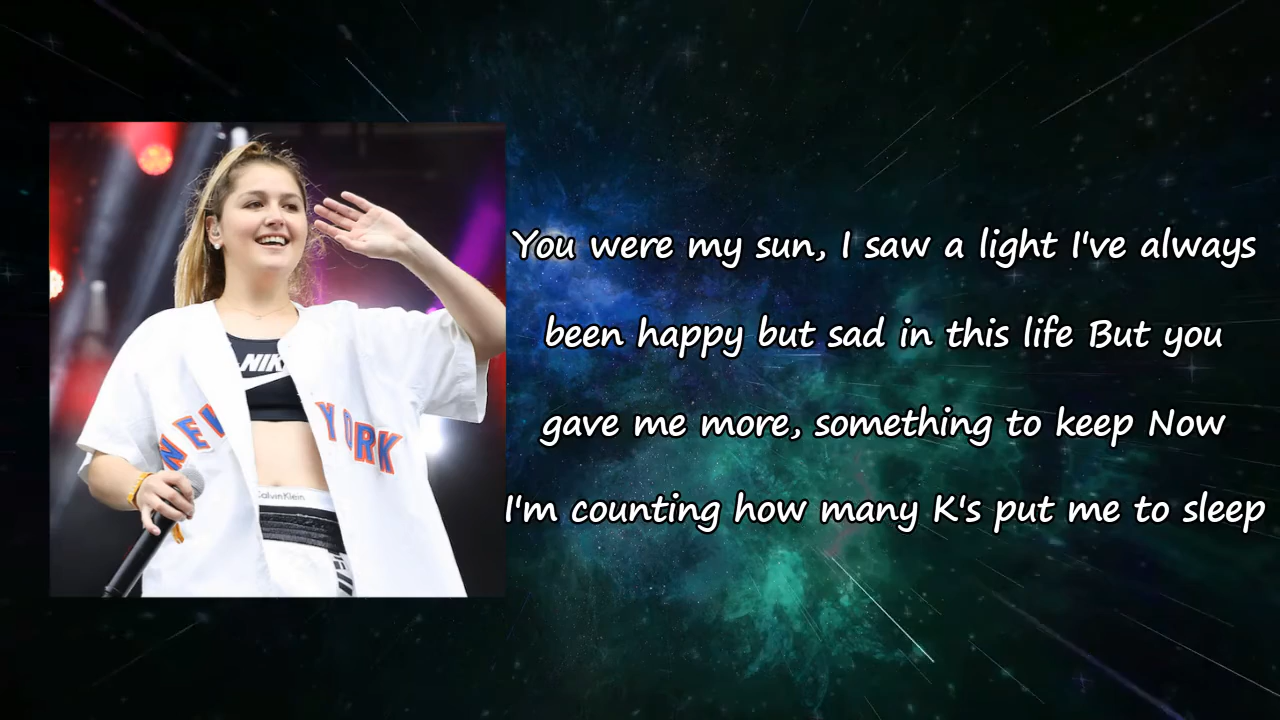 You were my sun, I saw a light I've always
been happy but sad in this life But you
gave me more, something to keep Now
I'm counting how many K's put me to sleep
NIK
NEW YORK
Calvin Klein